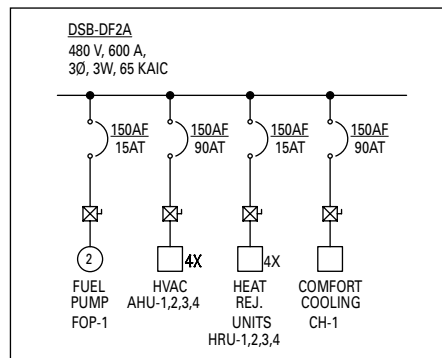 DSB-DF2A
480 V, 600 A,
3Ø, 3W, 65 KAIC
150AF
15AT
150AF
90AT
150AF
15AT
150AF
90AT
2
4X
4X
FUEL
PUMP
FOP-1
HVAC
AHU-1,2,3,4
HEAT
REJ.
UNITS
HRU-1,2,3,4
COMFORT
COOLING
CH-1